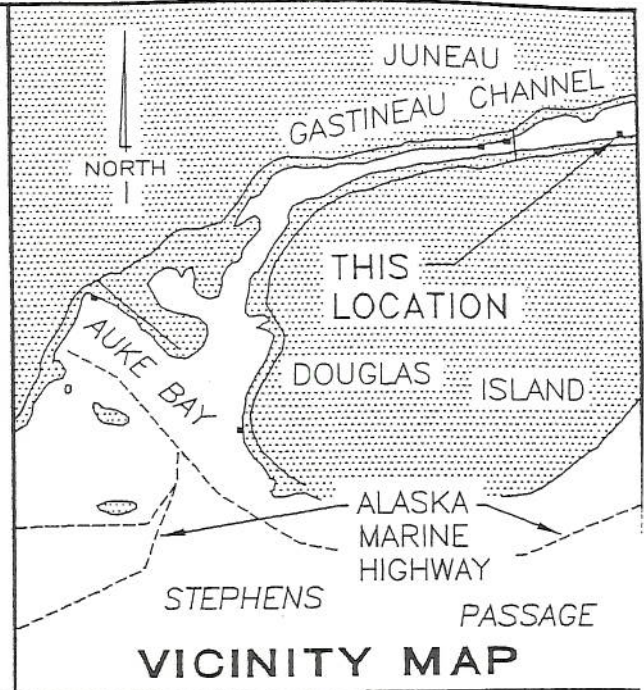 JUNEAU
GASTINEAU CHANNEL
NORTH
THIS
LOCATION
AUKE BAY
DOUGLAS ISLAND
ALASKA
MARINE
HIGHWAY
STEPHENS PASSAGE
VICINITY MAP